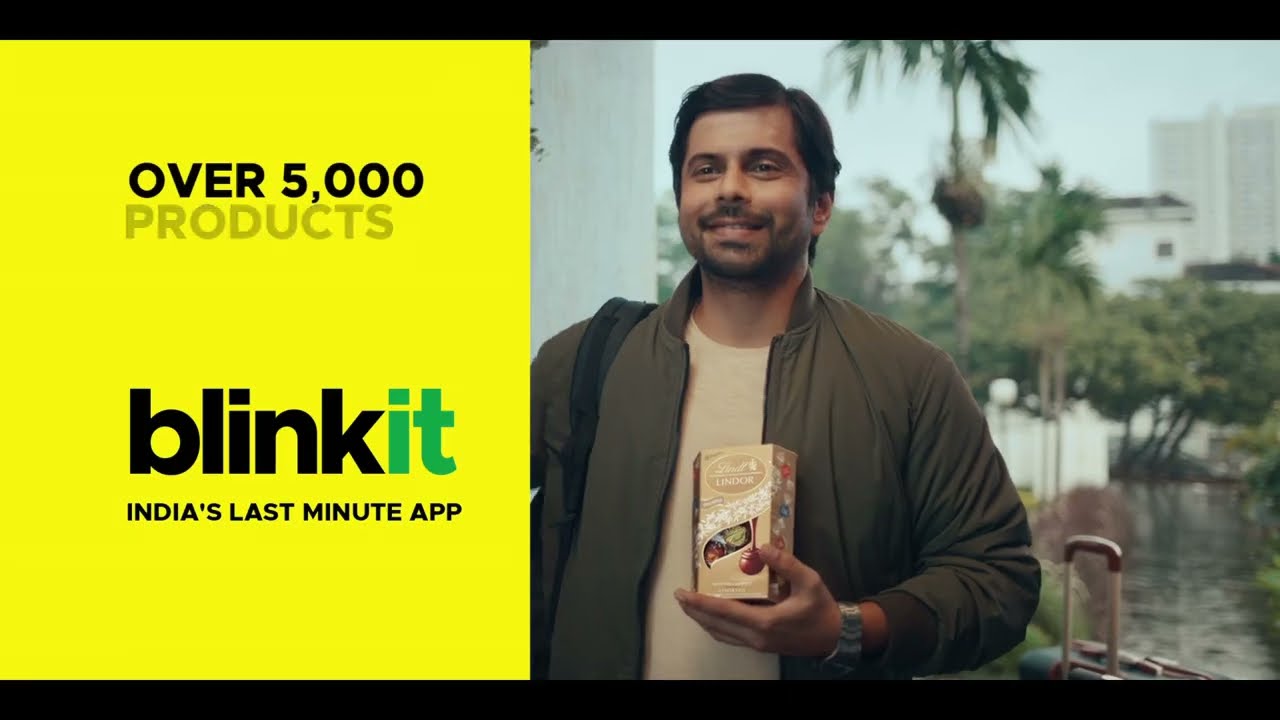 OVER 5,000
PRODUCTS
blinkit
INDIA'S LAST MINUTE APP
Lindt
LINDOR